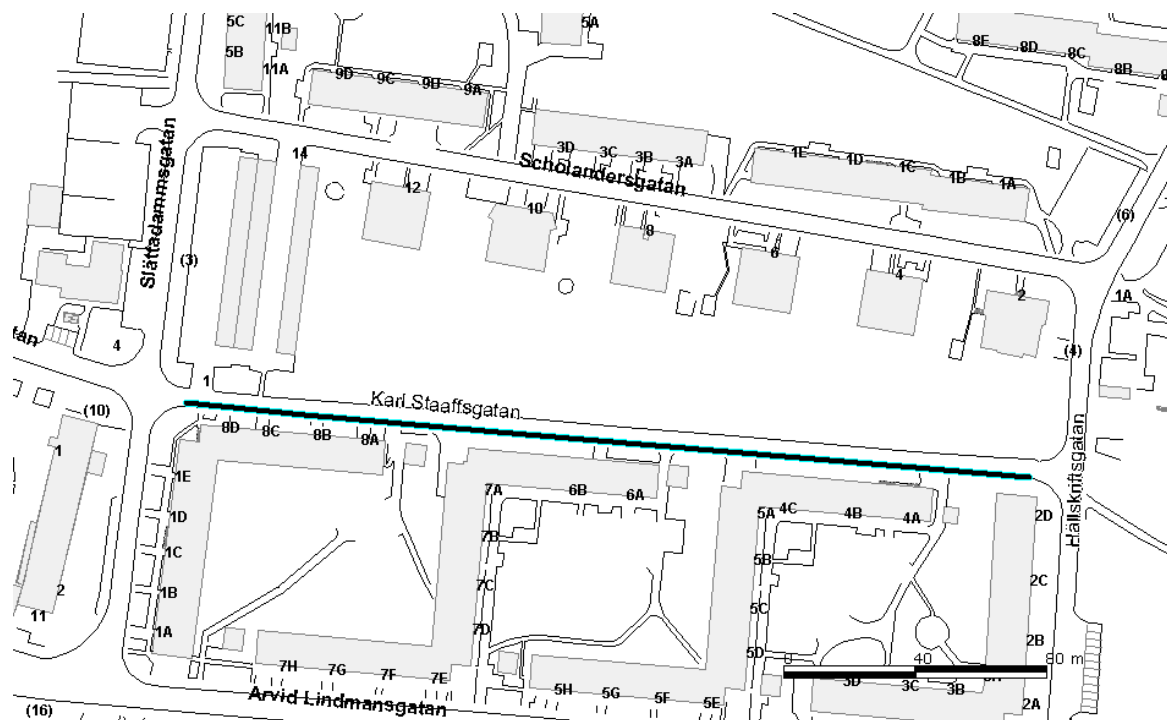 5C
11B
5A
5B
11A
8E 8D 8C 8B
9D 9C 9B 9A
3D 3C 3B 3A
Scholandersgatan
1E 1D 1C 1B 1A
14
12
10
8
6
4
2
(6)
1A
Slättadammsgatan
(3)
4
(4)
tan
1
(10)
Karl Staaffsgatan
8D 8C 8B 8A
Hällskriftsgatan
1
1E
1D
1C
1B
1A
2
11
7A
6B 6A
7B
7C
7D
5A
4C 4B 4A
5B
5C
5D
2D
2C
2B
2A
0 40 80 m
7H 7G 7F 7E
5H 5G 5F 5E
3D 3C 3B
Arvid Lindmansgatan
(16)